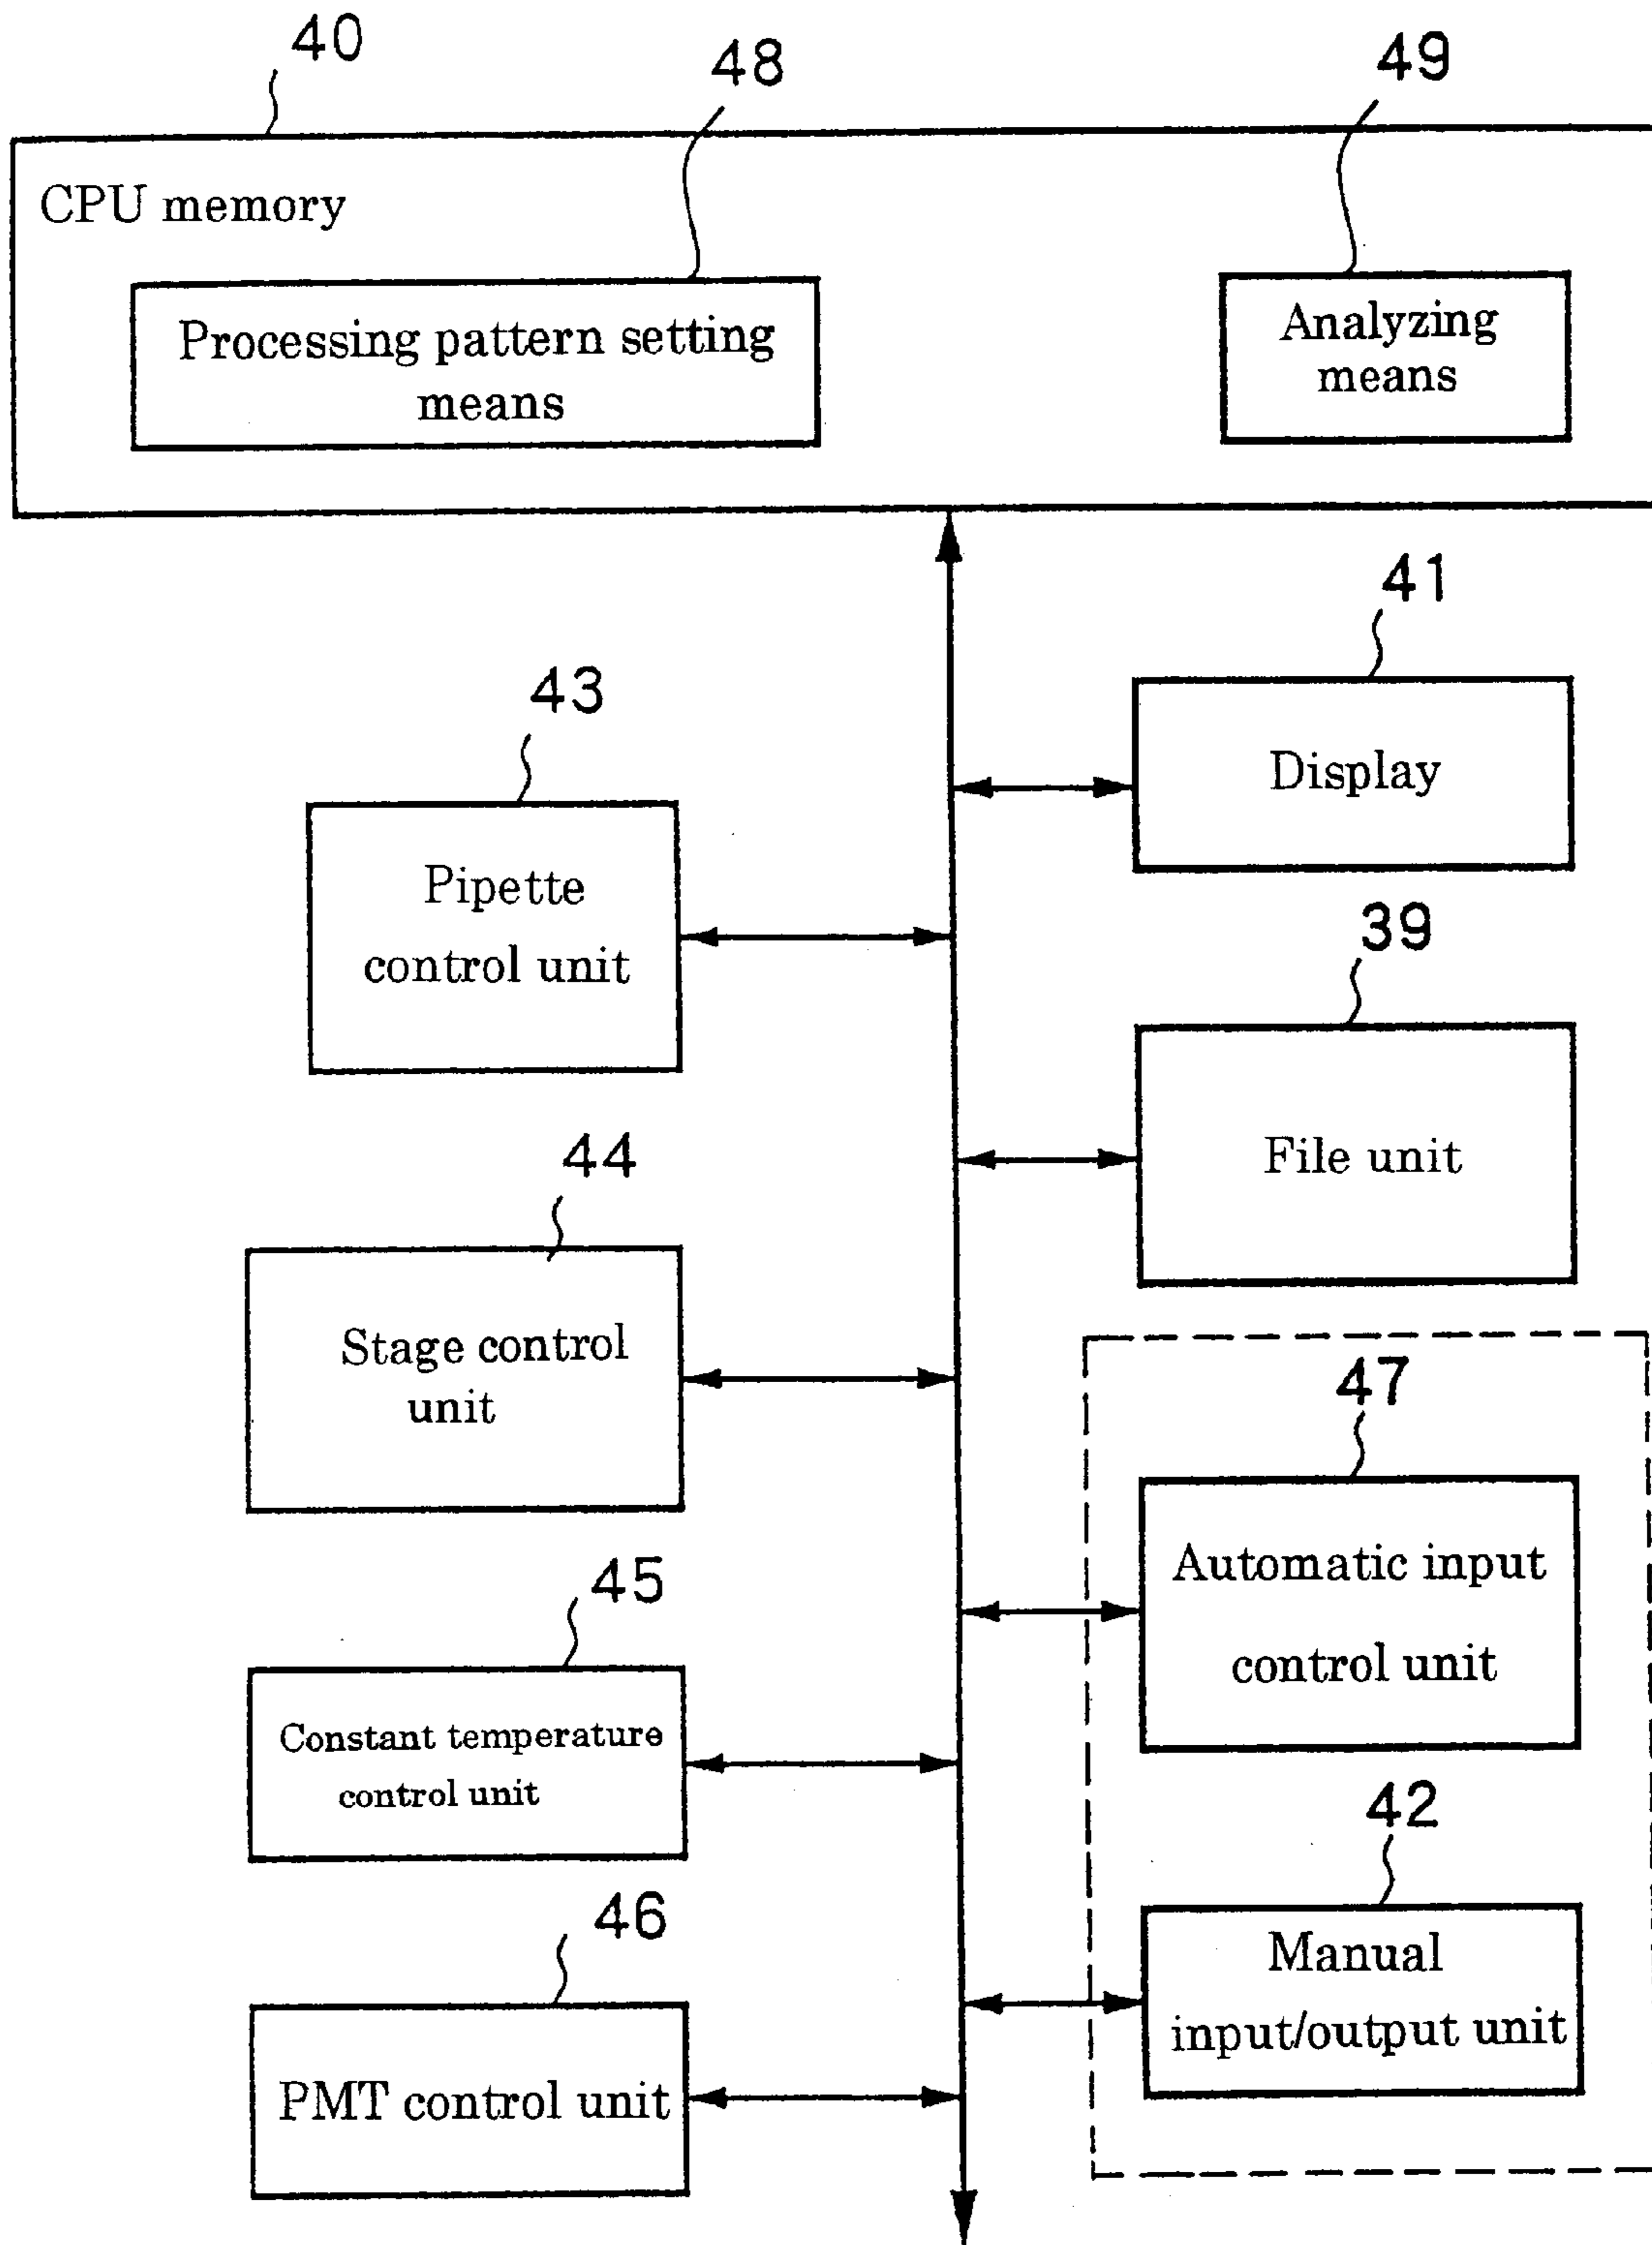 40
48
49
CPU memory
Processing pattern setting
means
Analyzing
means
41
Display
43
Pipette
control unit
39
File unit
44
Stage control
unit
47
Automatic input
control unit
45
Constant temperature
control unit
42
Manual
input/output unit
46
PMT control unit